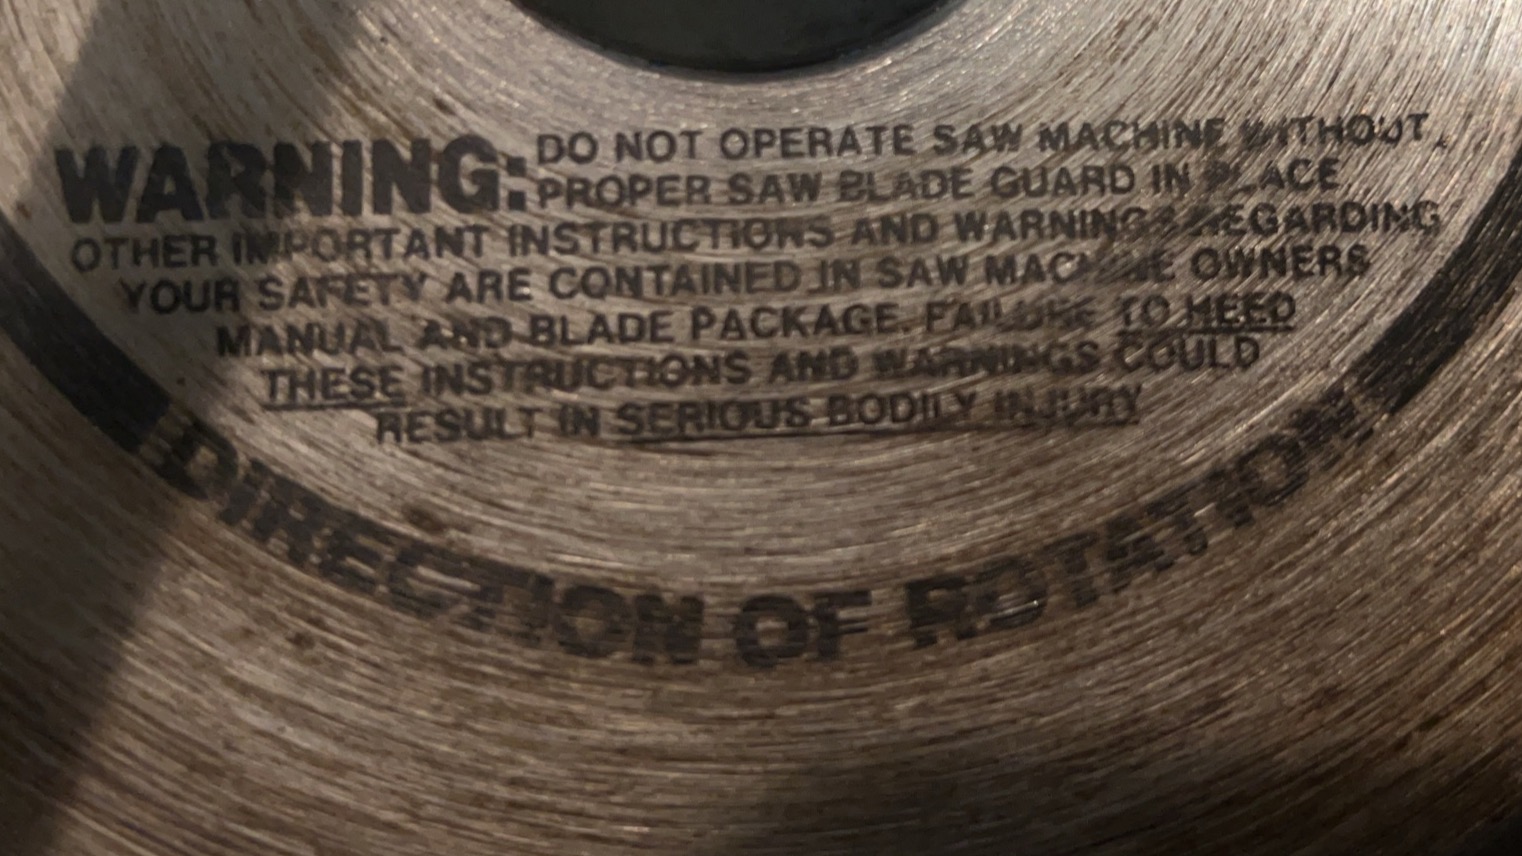 WARNING: DO NOT OPERATE SAW MACHINE WITHOUT
PROPER SAW BLADE GUARD IN PLACE
OTHER IMPORTANT INSTRUCTIONS AND WARNINGS REGARDING
YOUR SAFETY ARE CONTAINED IN SAW MACHINE OWNERS
MANUAL AND BLADE PACKAGE. FAILURE TO HEED
THESE INSTRUCTIONS AND WARNINGS COULD
RESULT IN SERIOUS BODILY INJURY
DIRECTION OF ROTATION